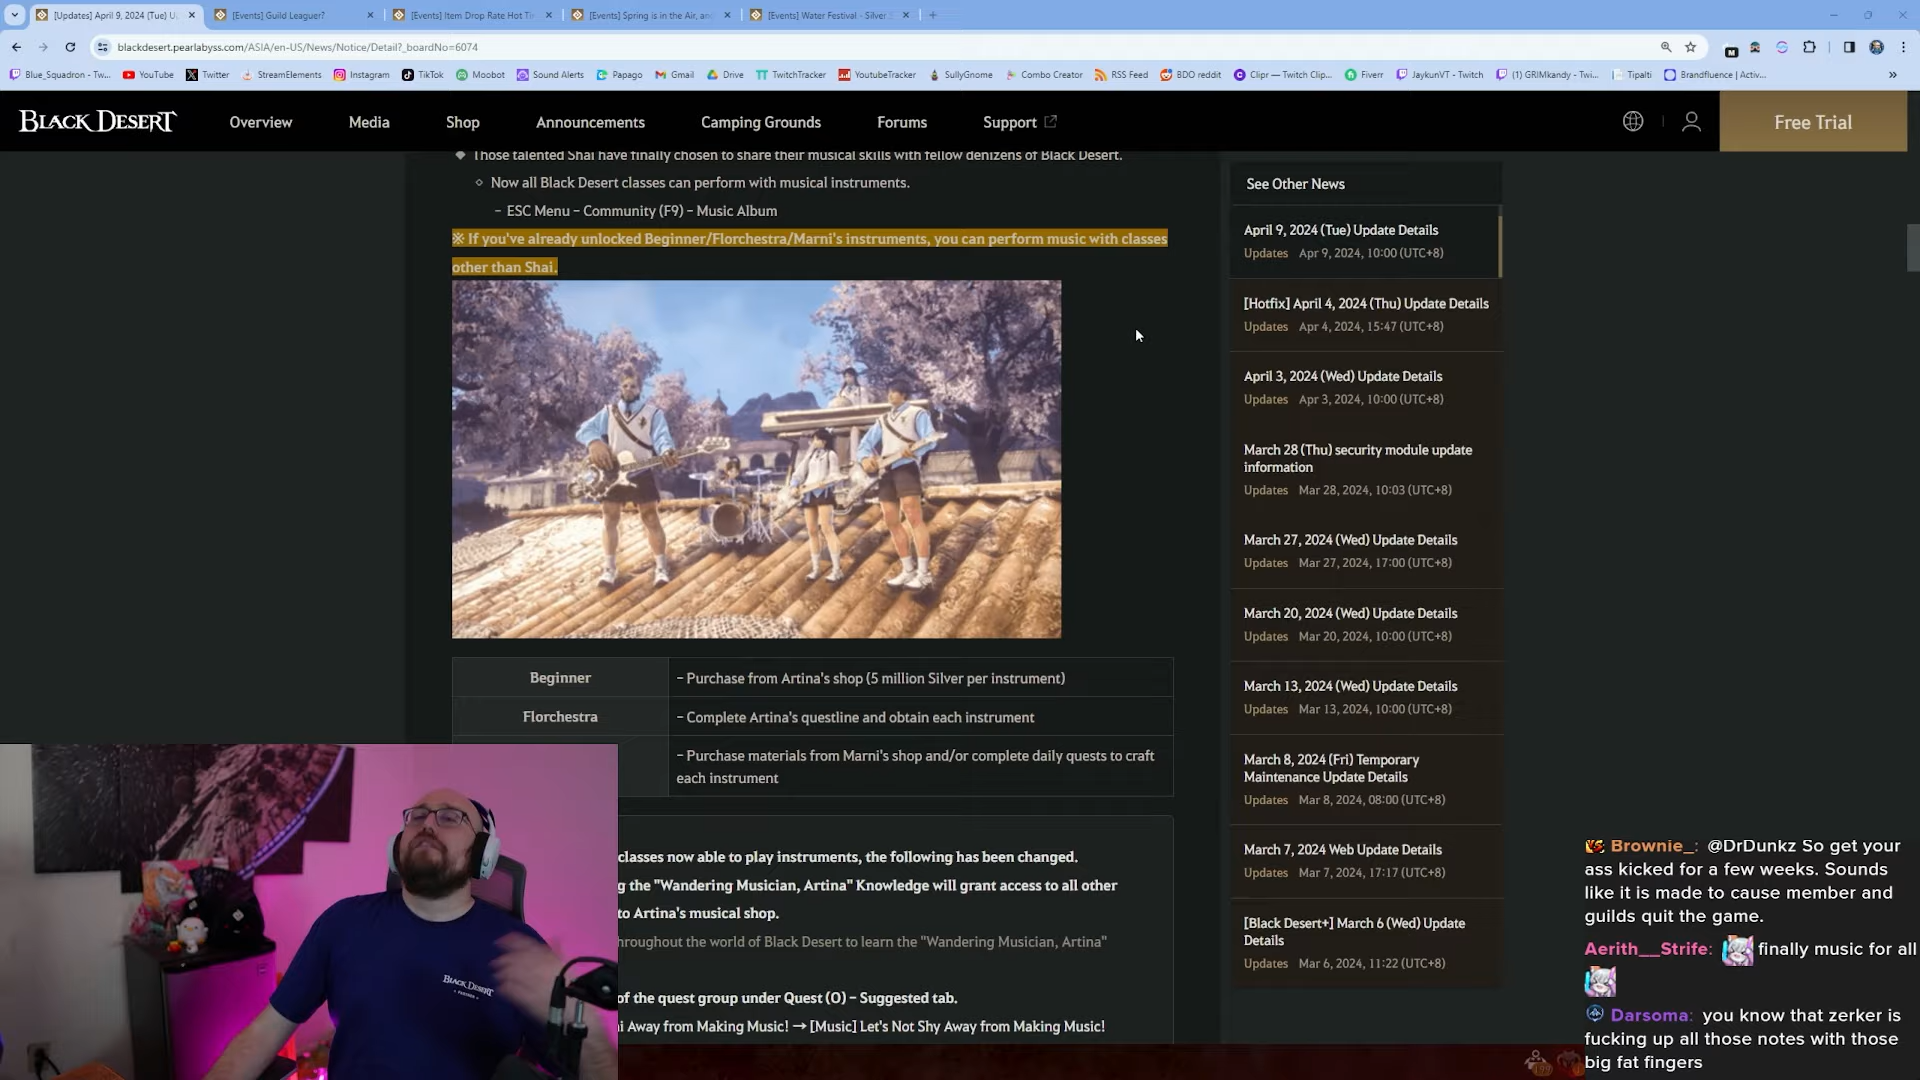 [Updates] April 9, 2024 (Tue) U
[Events] Guild Leaguer?
[Events] Item Drop Rate Hot Ti
[Events] Spring is in the Air, an
[Events] Water Festival - Silver
blackdesert.pearlabyss.com/ASIA/en-US/News/Notice/Detail?_boardNo=6074
Blue_Squadron - Tw...
YouTube
Twitter
StreamElements
Instagram
TikTok
Moobot
Sound Alerts
Papago
Gmail
Drive
TwitchTracker
YoutubeTracker
SullyGnome
Combo Creator
RSS Feed
BDO reddit
Clipr — Twitch Clip...
Fiverr
JaykunVT - Twitch
(1) GRIMkandy - Twi...
Tipalti
Brandfluence | Activ...
BLACK DESERT
Overview
Media
Shop
Announcements
Camping Grounds
Forums
Support
Free Trial
Those talented Shai have finally chosen to share their musical skills with fellow denizens of Black Desert.
Now all Black Desert classes can perform with musical instruments.
– ESC Menu – Community (F9) – Music Album
※ If you've already unlocked Beginner/Florchestra/Marni's instruments, you can perform music with classes
other than Shai.
Beginner
– Purchase from Artina's shop (5 million Silver per instrument)
Florchestra
– Complete Artina's questline and obtain each instrument
– Purchase materials from Marni's shop and/or complete daily quests to craft
each instrument
classes now able to play instruments, the following has been changed.
g the "Wandering Musician, Artina" Knowledge will grant access to all other
to Artina's musical shop.
hroughout the world of Black Desert to learn the "Wandering Musician, Artina"
of the quest group under Quest (O) – Suggested tab.
i Away from Making Music! → [Music] Let's Not Shy Away from Making Music!
See Other News
April 9, 2024 (Tue) Update Details
Updates Apr 9, 2024, 10:00 (UTC+8)
[Hotfix] April 4, 2024 (Thu) Update Details
Updates Apr 4, 2024, 15:47 (UTC+8)
April 3, 2024 (Wed) Update Details
Updates Apr 3, 2024, 10:00 (UTC+8)
March 28 (Thu) security module update
information
Updates Mar 28, 2024, 10:03 (UTC+8)
March 27, 2024 (Wed) Update Details
Updates Mar 27, 2024, 17:00 (UTC+8)
March 20, 2024 (Wed) Update Details
Updates Mar 20, 2024, 10:00 (UTC+8)
March 13, 2024 (Wed) Update Details
Updates Mar 13, 2024, 10:00 (UTC+8)
March 8, 2024 (Fri) Temporary
Maintenance Update Details
Updates Mar 8, 2024, 08:00 (UTC+8)
March 7, 2024 Web Update Details
Updates Mar 7, 2024, 17:17 (UTC+8)
[Black Desert+] March 6 (Wed) Update
Details
Updates Mar 6, 2024, 11:22 (UTC+8)
BLACK DESERT
Brownie_: @DrDunkz So get your
ass kicked for a few weeks. Sounds
like it is made to cause member and
guilds quit the game.
Aerith__Strife: finally music for all
Darsoma: you know that zerker is
fucking up all those notes with those
big fat fingers